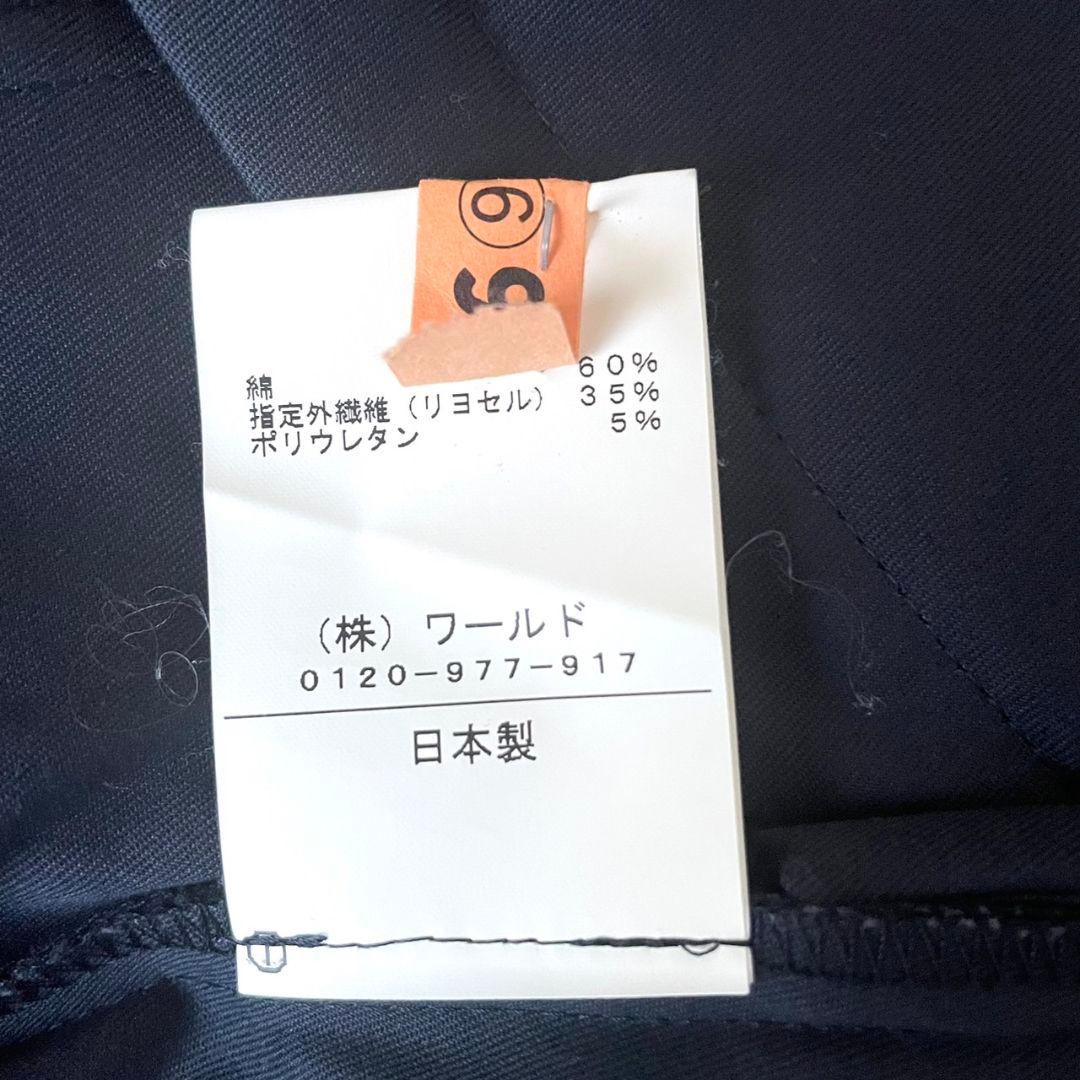 ⑥
綿 60%
指定外繊維(リヨセル) 35%
ポリウレタン 5%
(株) ワールド
0120-977-917
日本製